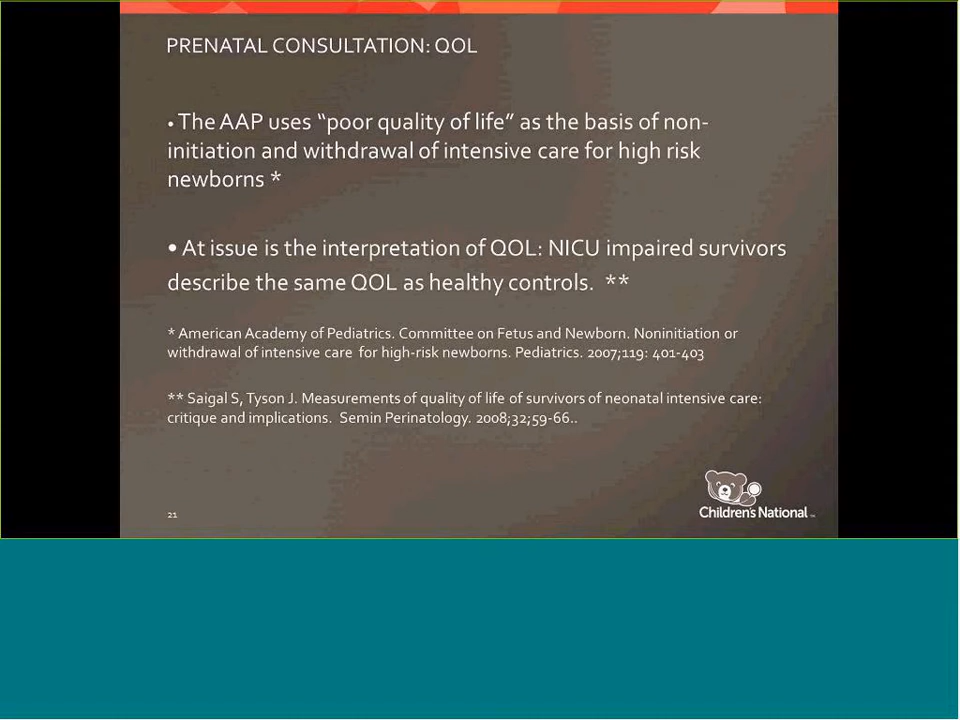 PRENATAL CONSULTATION: QOL
• The AAP uses “poor quality of life” as the basis of non-
initiation and withdrawal of intensive care for high risk
newborns *
• At issue is the interpretation of QOL: NICU impaired survivors
describe the same QOL as healthy controls. **
* American Academy of Pediatrics. Committee on Fetus and Newborn. Noninitiation or
withdrawal of intensive care for high-risk newborns. Pediatrics. 2007;119: 401-403
** Saigal S, Tyson J. Measurements of quality of life of survivors of neonatal intensive care:
critique and implications. Semin Perinatology. 2008;32;59-66..
21
Children's National